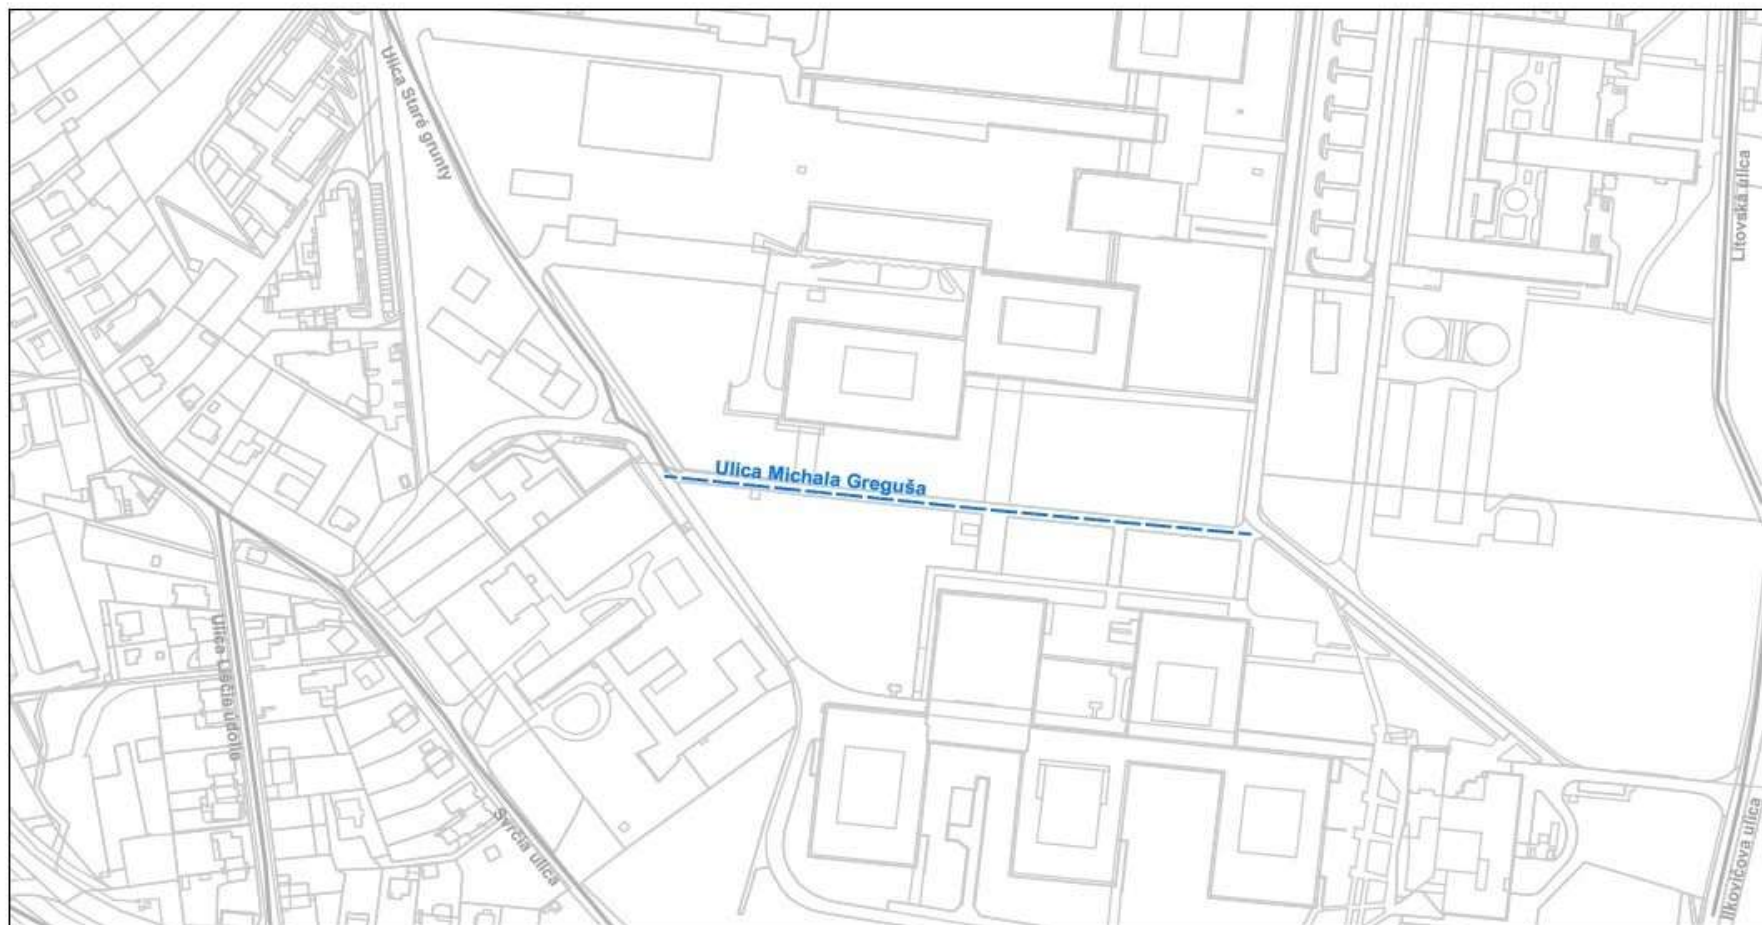 Ulica Staré grunty
Litovská ulica
Ulica Michala Greguša
Ulica Líščie údolie
Svrčia ulica
Ilkovičova ulica